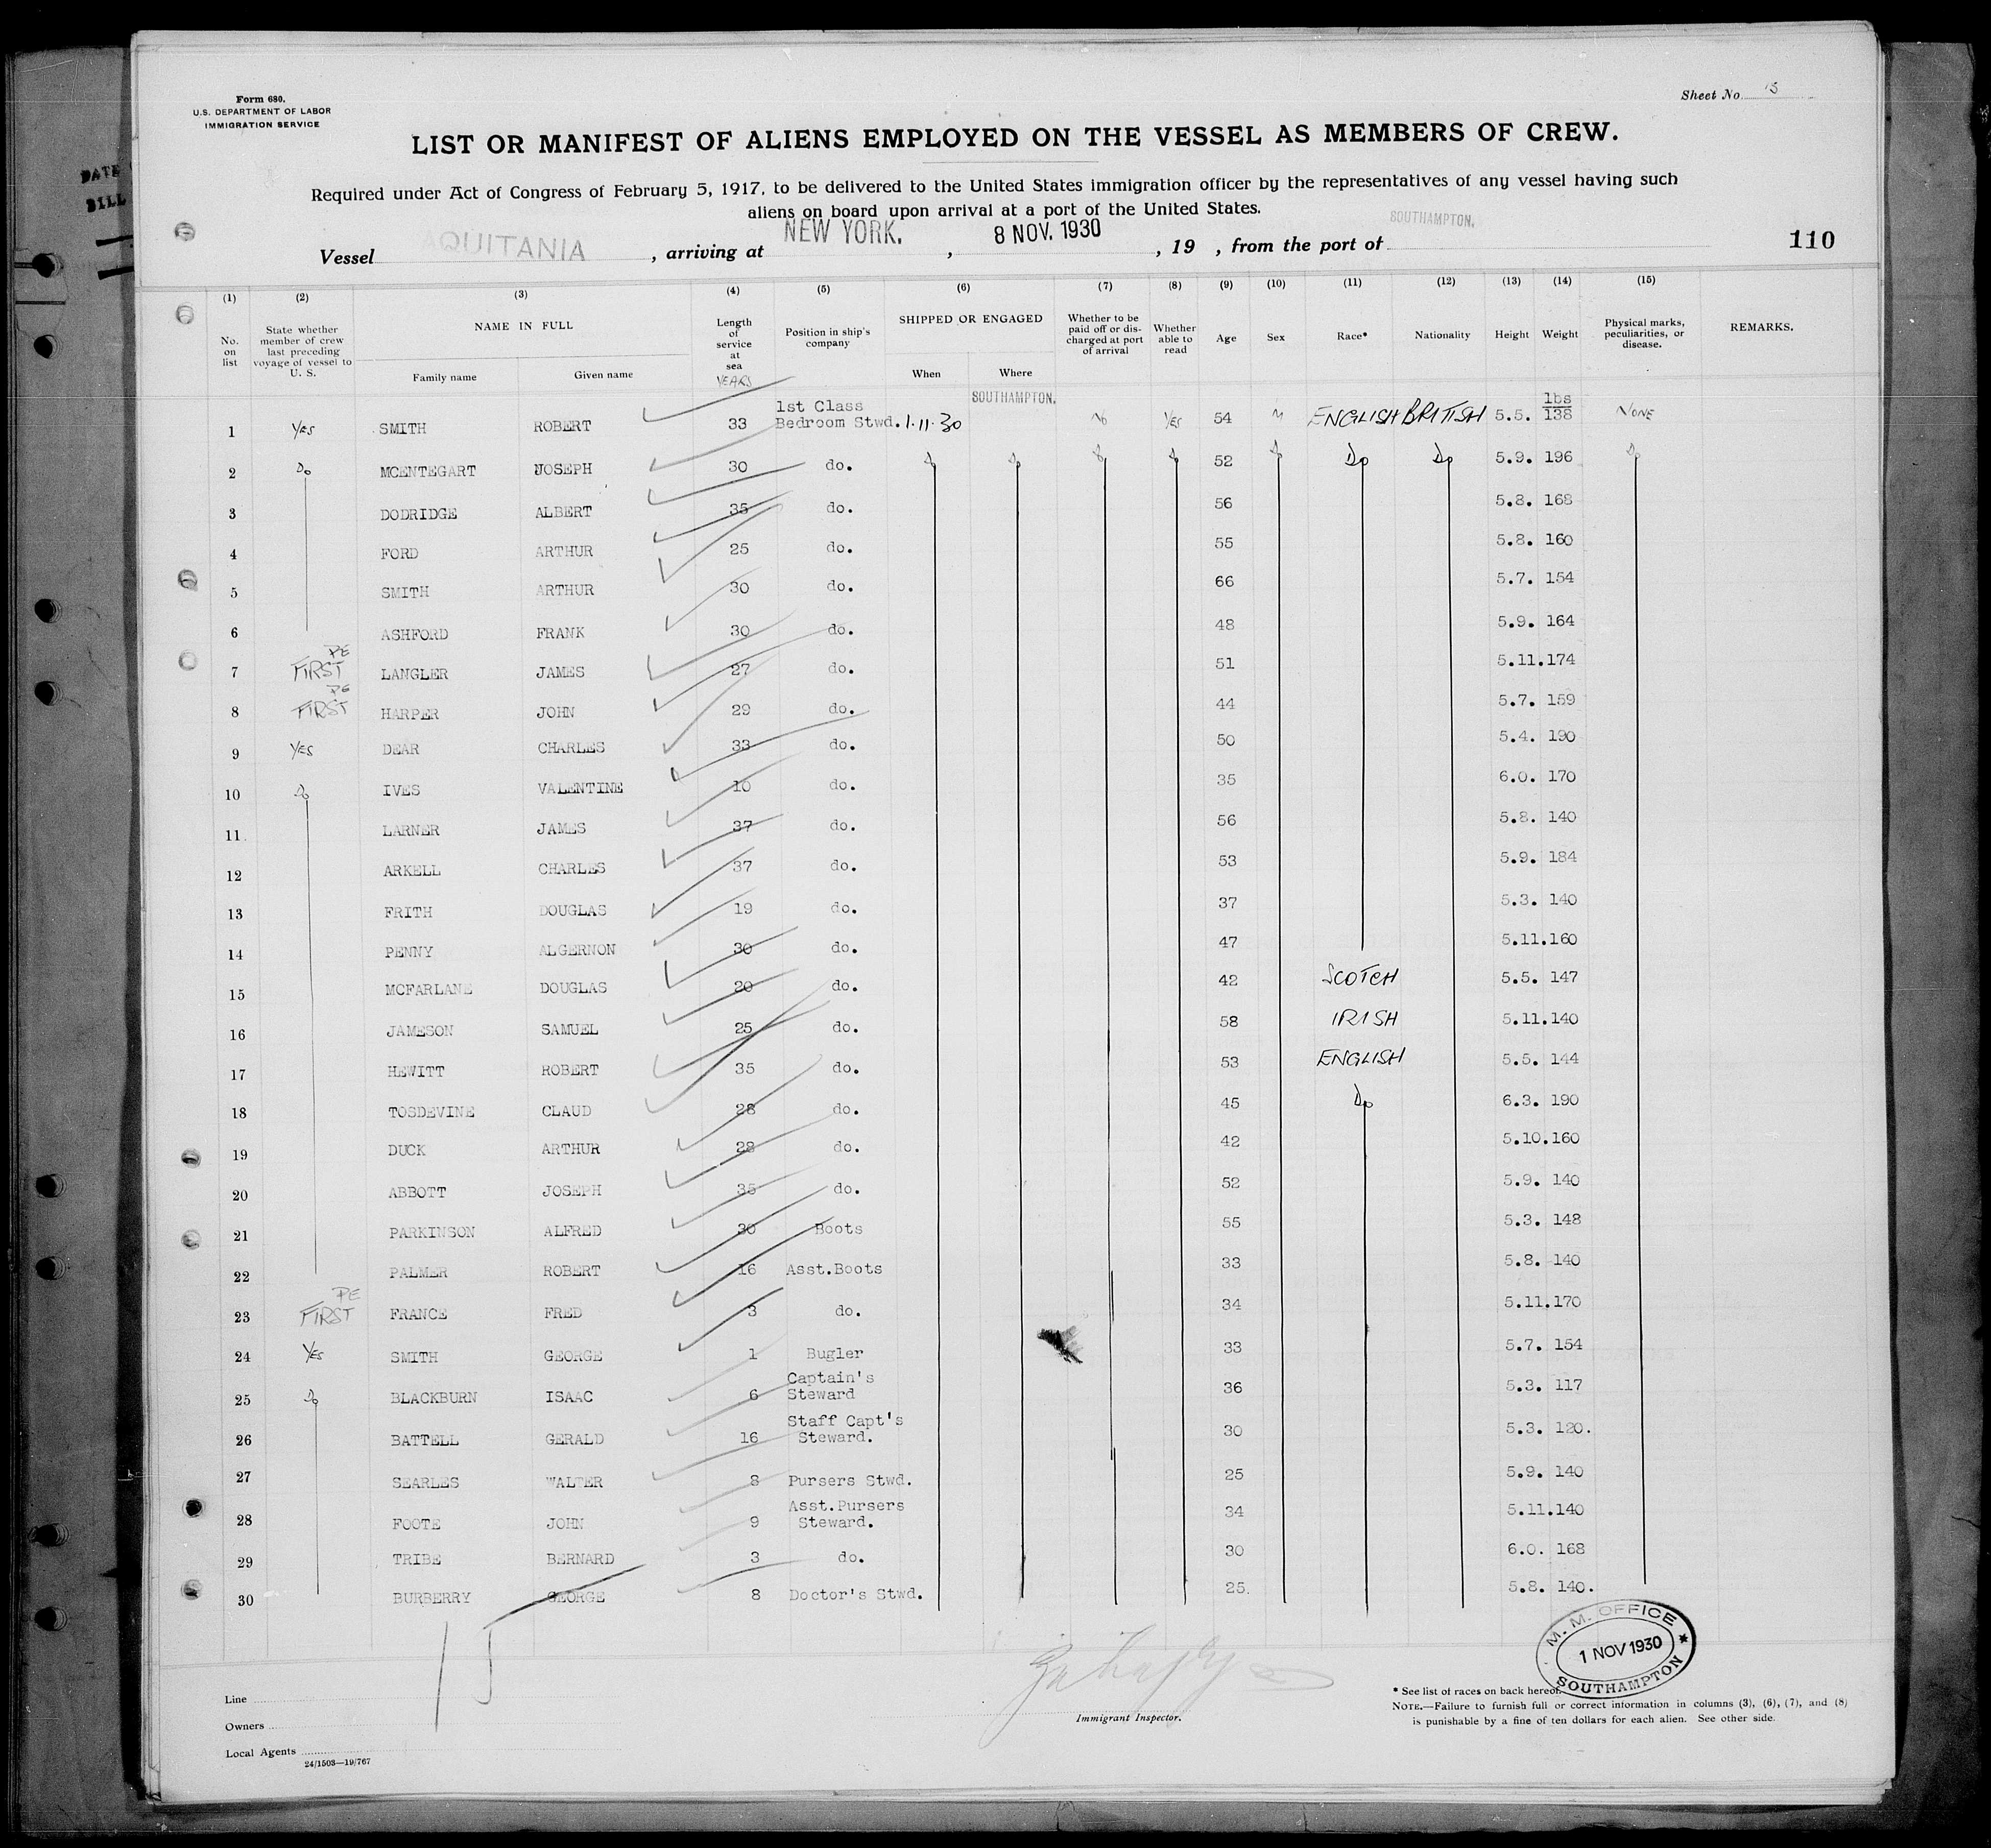 DATE
BILL
Form 680.
U.S. DEPARTMENT OF LABOR
IMMIGRATION SERVICE
Sheet No. 15
LIST OR MANIFEST OF ALIENS EMPLOYED ON THE VESSEL AS MEMBERS OF CREW.
Required under Act of Congress of February 5, 1917, to be delivered to the United States immigration officer by the representatives of any vessel having such
aliens on board upon arrival at a port of the United States.
Vessel AQUITANIA, arriving at NEW YORK. , 8 NOV. 1930 , 19 , from the port of SOUTHAMPTON.
110
(1) (2) (3) (4) (5) (6) (7) (8) (9) (10) (11) (12) (13) (14) (15)
No. on list
State whether member of crew last preceding voyage of vessel to U. S.
NAME IN FULL
Family name
Given name
Length of service at sea
YEARS
Position in ship's company
SHIPPED OR ENGAGED
When
Where
Whether to be paid off or discharged at port of arrival
Whether able to read
Age
Sex
Race*
Nationality
Height
Weight
Physical marks, peculiarities, or disease.
REMARKS.
1 YES SMITH ROBERT 33 1st Class Bedroom Stwd. 1.11.30 SOUTHAMPTON. No YES 54 M ENGLISH BRITISH 5.5. lbs 138 NONE
2 Do MCENTEGART JOSEPH 30 do. Do Do Do Do 52 Do Do Do 5.9. 196 Do
3 DODRIDGE ALBERT 35 do. 56 5.8. 168
4 FORD ARTHUR 25 do. 55 5.8. 160
5 SMITH ARTHUR 30 do. 66 5.7. 154
6 ASHFORD FRANK 30 do. 48 5.9. 164
7 FIRST PE LANGLER JAMES 27 do. 51 5.11. 174
8 FIRST PE HARPER JOHN 29 do. 44 5.7. 159
9 YES DEAR CHARLES 33 do. 50 5.4. 190
10 Do IVES VALENTINE 10 do. 35 6.0. 170
11 LARNER JAMES 37 do. 56 5.8. 140
12 ARKELL CHARLES 37 do. 53 5.9. 184
13 FRITH DOUGLAS 19 do. 37 5.3. 140
14 PENNY ALGERNON 30 do. 47 5.11. 160
15 MCFARLANE DOUGLAS 20 do. 42 SCOTCH 5.5. 147
16 JAMESON SAMUEL 25 do. 58 IRISH 5.11. 140
17 HEWITT ROBERT 35 do. 53 ENGLISH 5.5. 144
18 TOSDEVINE CLAUD 28 do. 45 Do 6.3. 190
19 DUCK ARTHUR 28 do. 42 5.10. 160
20 ABBOTT JOSEPH 35 do. 52 5.9. 140
21 PARKINSON ALFRED 30 Boots 55 5.3. 148
22 PALMER ROBERT 16 Asst.Boots 33 5.8. 140
23 FIRST PE FRANCE FRED 3 do. 34 5.11. 170
24 YES SMITH GEORGE 1 Bugler 33 5.7. 154
25 Do BLACKBURN ISAAC 6 Captain's Steward 36 5.3. 117
26 BATTELL GERALD 16 Staff Capt's Steward. 30 5.3. 120.
27 SEARLES WALTER 8 Pursers Stwd. 25 5.9. 140
28 FOOTE JOHN 9 Asst.Pursers Steward. 34 5.11. 140
29 TRIBE BERNARD 3 do. 30 6.0. 168
30 BURBERRY GEORGE 8 Doctor's Stwd. 25. 5.8. 140.
15
M. M. OFFICE
1 NOV 1930
SOUTHAMPTON
Line
Owners
Local Agents
24/1503—19/767
Immigrant Inspector.
* See list of races on back hereof.
NOTE.—Failure to furnish full or correct information in columns (3), (6), (7), and (8)
is punishable by a fine of ten dollars for each alien. See other side.